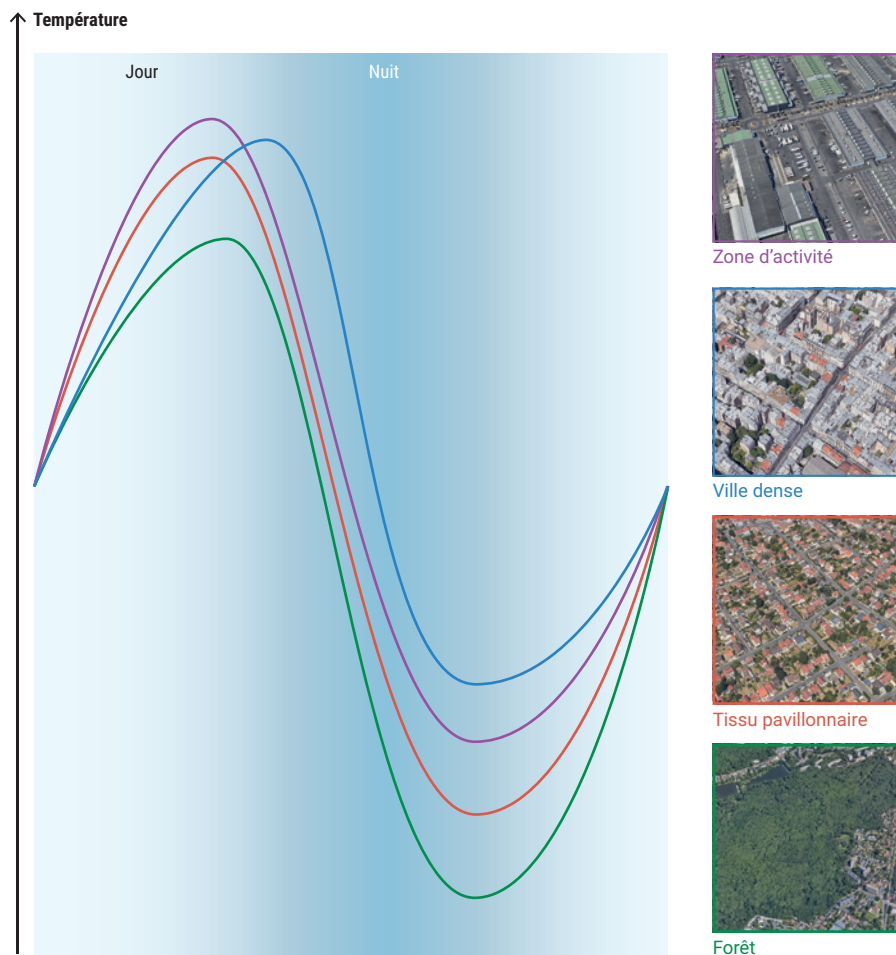 Température
Jour
Nuit
Zone d’activité
Ville dense
Tissu pavillonnaire
Forêt